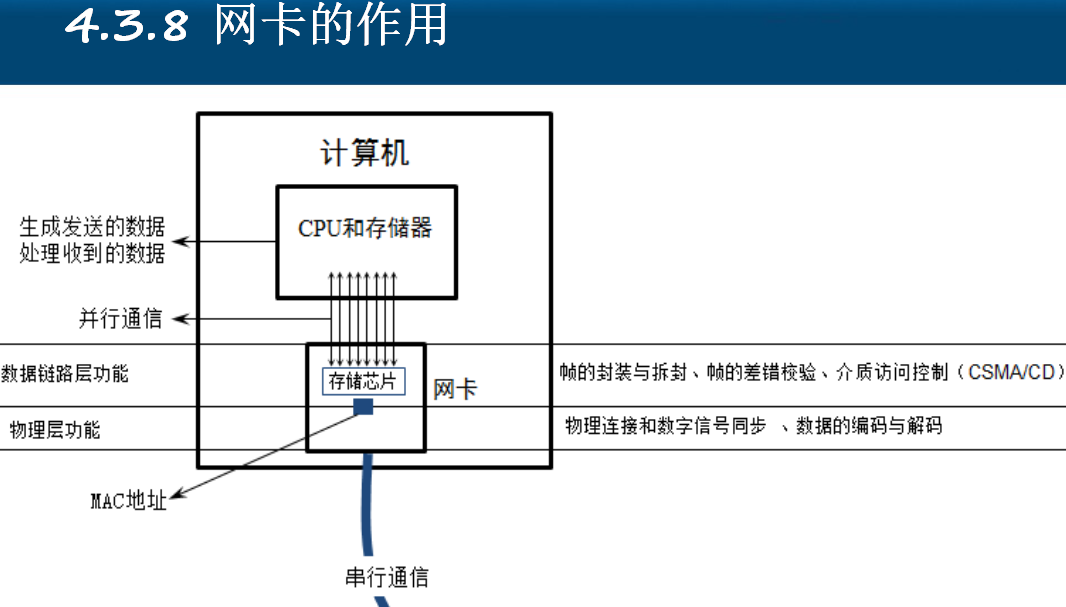 4.3.8 网卡的作用
计算机
CPU和存储器
生成发送的数据
处理收到的数据
并行通信
数据链路层功能
存储芯片
网卡
帧的封装与拆封、帧的差错校验、介质访问控制（CSMA/CD）
物理层功能
物理连接和数字信号同步 、数据的编码与解码
MAC地址
串行通信